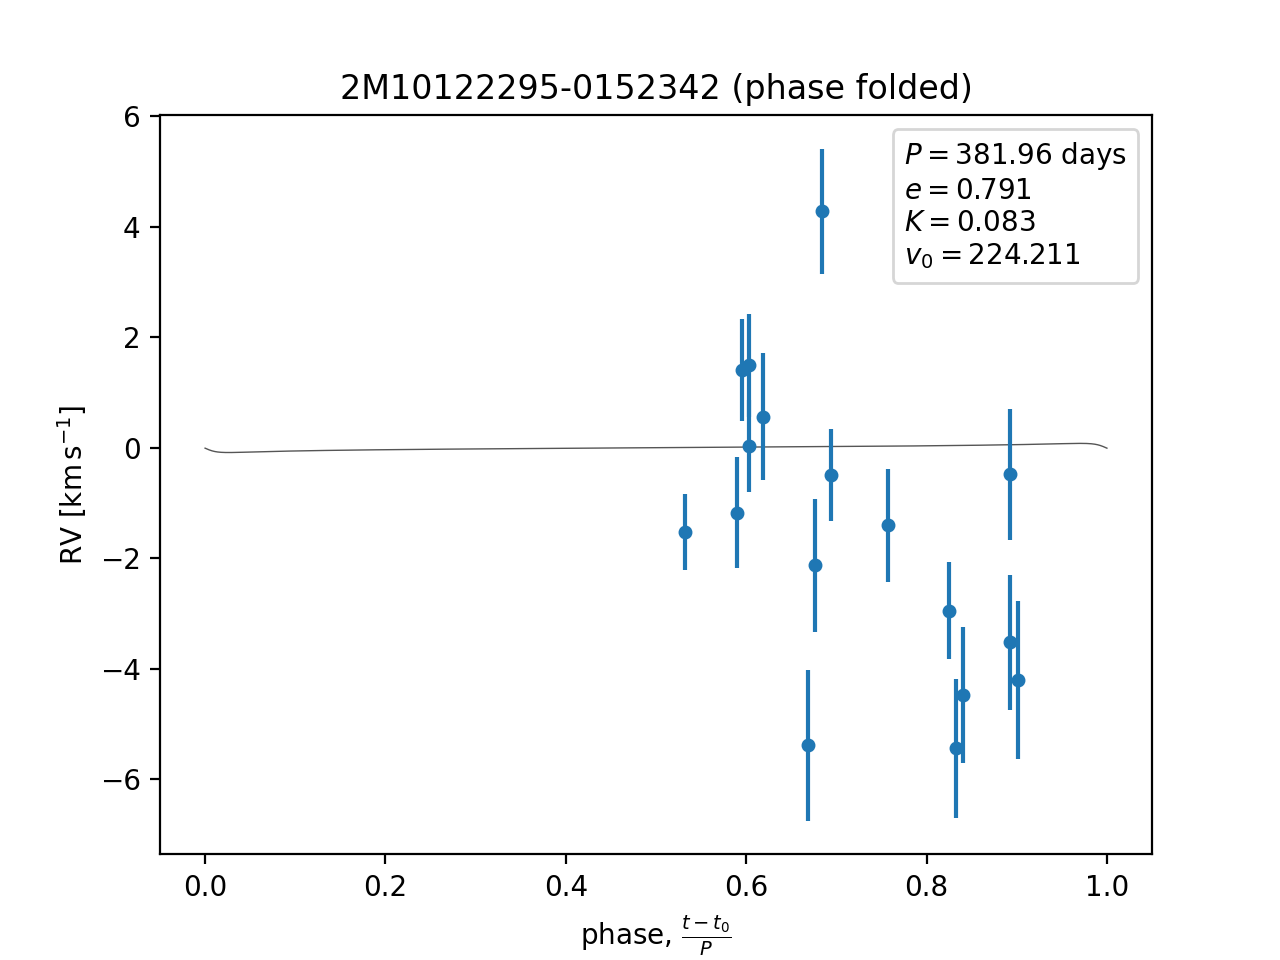 2M10122295-0152342 (phase folded)
6
4
2
0
−2
−4
−6
RV [km s⁻¹]
P = 381.96 days
e = 0.791
K = 0.083
v₀ = 224.211
0.0 0.2 0.4 0.6 0.8 1.0
phase, (t − t₀)/P